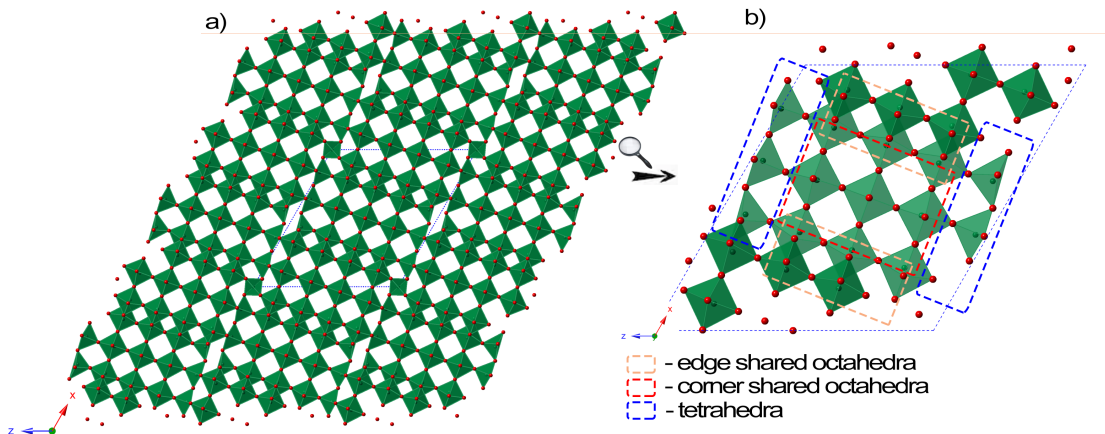 a)
b)
x
z
x
z
- edge shared octahedra
- corner shared octahedra
- tetrahedra